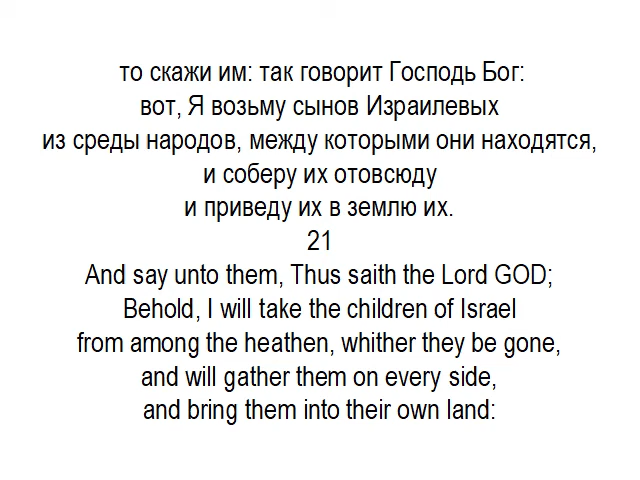 то скажи им: так говорит Господь Бог:
вот, Я возьму сынов Израилевых
из среды народов, между которыми они находятся,
и соберу их отовсюду
и приведу их в землю их.
21
And say unto them, Thus saith the Lord GOD;
Behold, I will take the children of Israel
from among the heathen, whither they be gone,
and will gather them on every side,
and bring them into their own land: